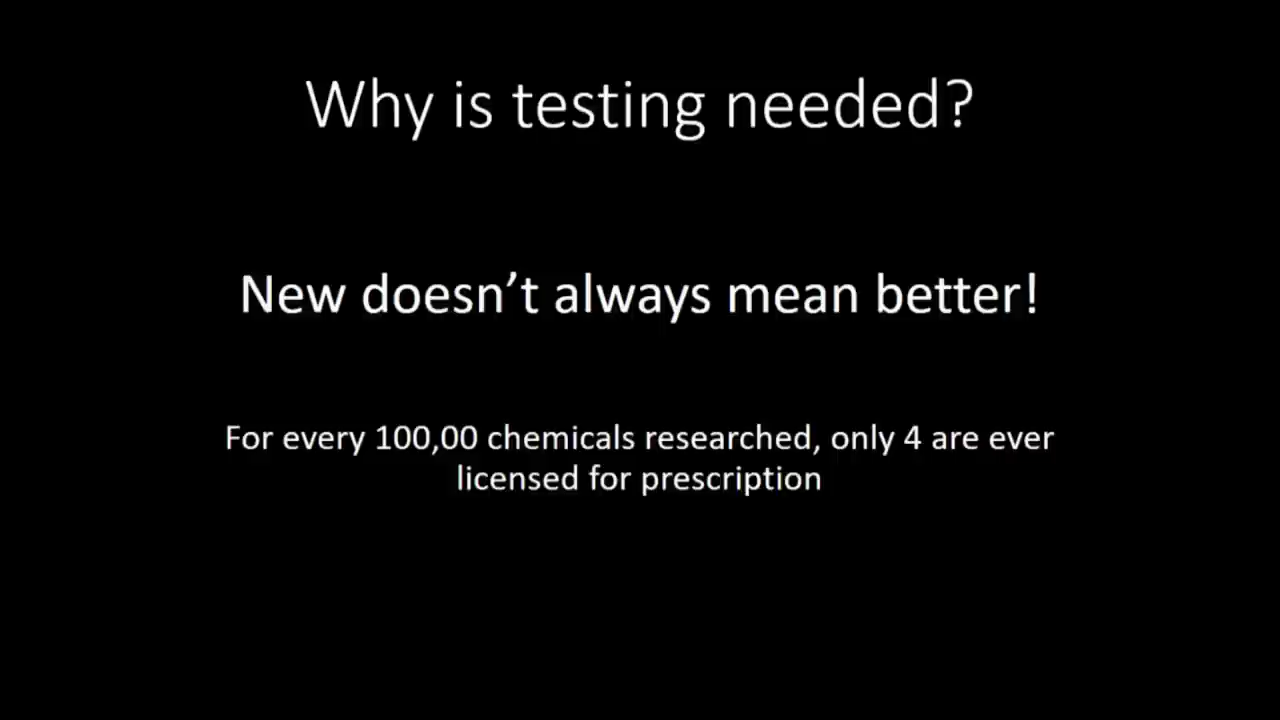 Why is testing needed?
New doesn’t always mean better!
For every 100,00 chemicals researched, only 4 are ever
licensed for prescription